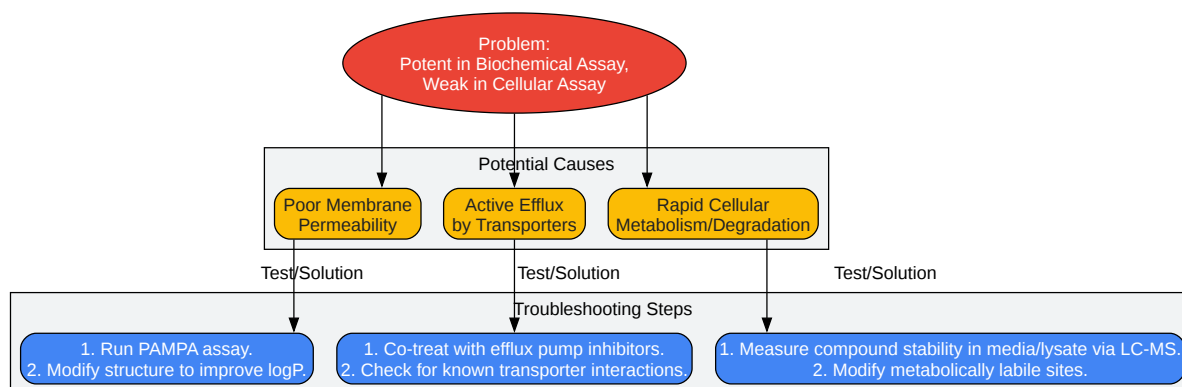 Problem:
Potent in Biochemical Assay,
Weak in Cellular Assay
Potential Causes
Poor Membrane
Permeability
Active Efflux
by Transporters
Rapid Cellular
Metabolism/Degradation
Test/Solution
Test/Solution
Test/Solution
Troubleshooting Steps
1. Run PAMPA assay.
2. Modify structure to improve logP.
1. Co-treat with efflux pump inhibitors.
2. Check for known transporter interactions.
1. Measure compound stability in media/lysate via LC-MS.
2. Modify metabolically labile sites.